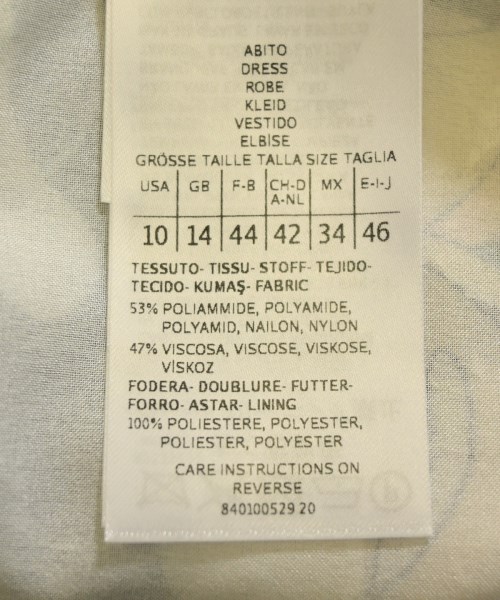 ABITO
DRESS
ROBE
KLEID
VESTIDO
ELBİSE
GRÖSSE TAILLE TALLA SIZE TAGLIA
USA GB F-B CH-D A-NL MX E-I-J
10 14 44 42 34 46
TESSUTO- TISSU- STOFF- TEJIDO-
TECIDO- KUMAŞ- FABRIC
53% POLIAMMIDE, POLYAMIDE,
POLYAMID, NAILON, NYLON
47% VISCOSA, VISCOSE, VISKOSE,
VİSKOZ
FODERA- DOUBLURE- FUTTER-
FORRO- ASTAR- LINING
100% POLIESTERE, POLYESTER,
POLIESTER, POLYESTER
CARE INSTRUCTIONS ON
REVERSE
840100529 20